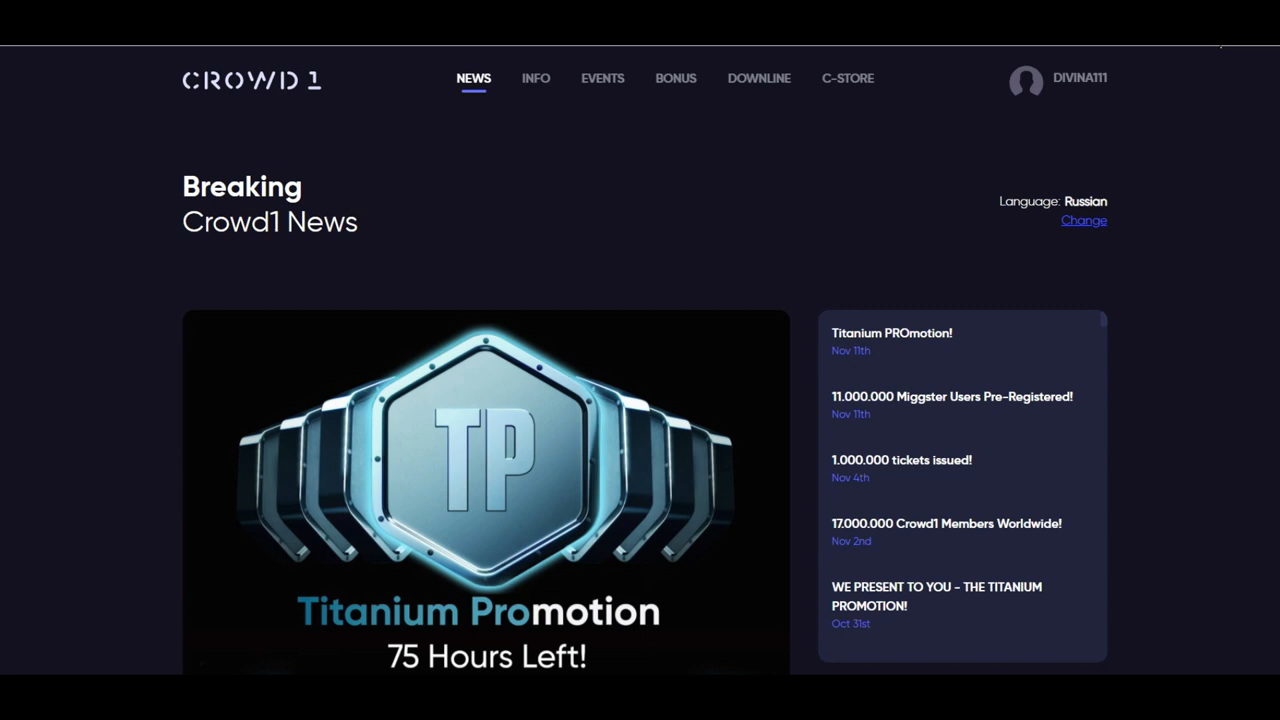 CROWD 1
NEWS
INFO
EVENTS
BONUS
DOWNLINE
C-STORE
DIVINA111
Breaking
Crowd1 News
Language: Russian
Change
TP
Titanium Promotion
75 Hours Left!
Titanium PROmotion!
Nov 11th
11.000.000 Miggster Users Pre-Registered!
Nov 11th
1.000.000 tickets issued!
Nov 4th
17.000.000 Crowd1 Members Worldwide!
Nov 2nd
WE PRESENT TO YOU - THE TITANIUM
PROMOTION!
Oct 31st